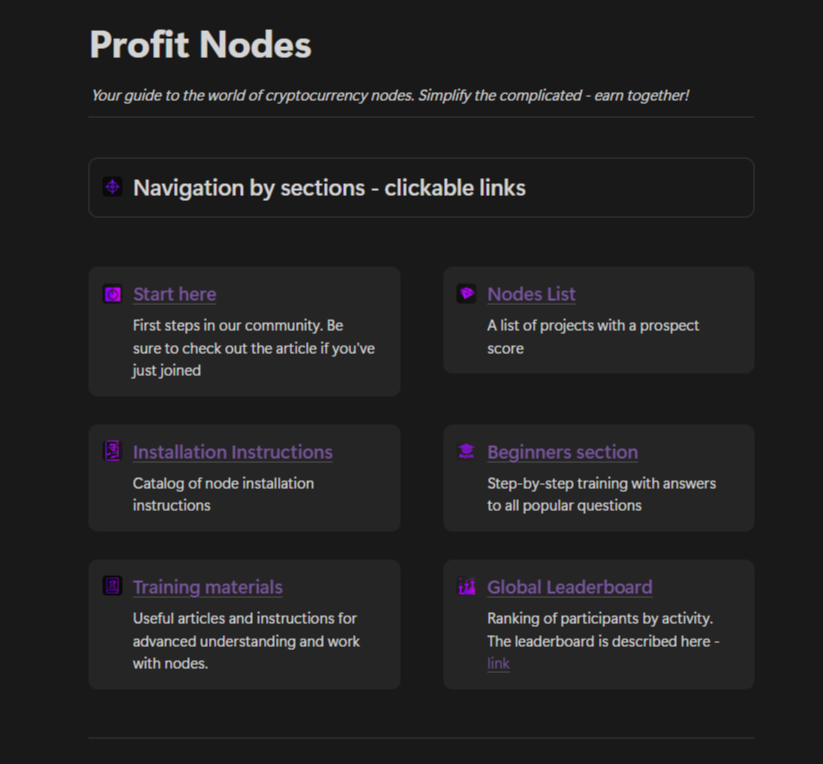 Profit Nodes
Your guide to the world of cryptocurrency nodes. Simplify the complicated - earn together!
Navigation by sections - clickable links
Start here
First steps in our community. Be
sure to check out the article if you've
just joined
Nodes List
A list of projects with a prospect
score
Installation Instructions
Catalog of node installation
instructions
Beginners section
Step-by-step training with answers
to all popular questions
Training materials
Useful articles and instructions for
advanced understanding and work
with nodes.
Global Leaderboard
Ranking of participants by activity.
The leaderboard is described here -
link